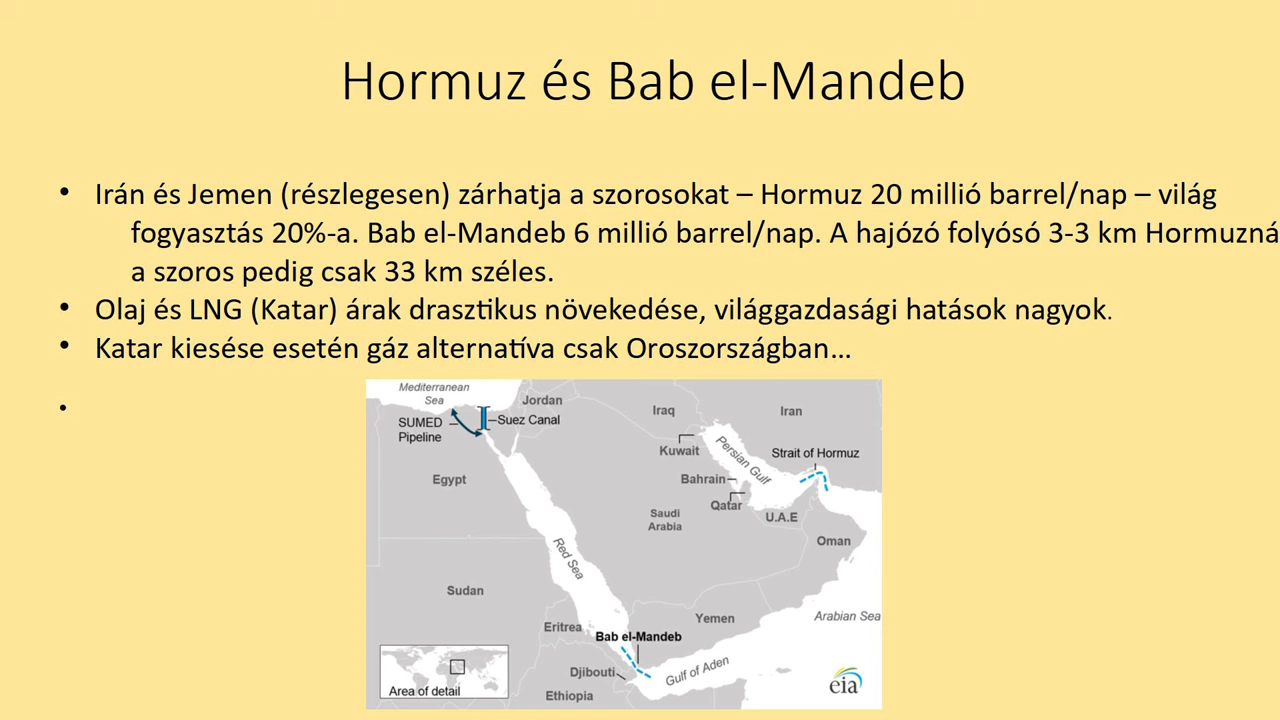 Hormuz és Bab el-Mandeb
• Irán és Jemen (részlegesen) zárhatja a szorosokat – Hormuz 20 millió barrel/nap – világ
fogyasztás 20%-a. Bab el-Mandeb 6 millió barrel/nap. A hajózó folyósó 3-3 km Hormuzná
a szoros pedig csak 33 km széles.
• Olaj és LNG (Katar) árak drasztikus növekedése, világgazdasági hatások nagyok.
• Katar kiesése esetén gáz alternatíva csak Oroszországban...
•
Mediterranean
Sea
Jordan
SUMED
Pipeline
Suez Canal
Iraq
Iran
Kuwait
Persian Gulf
Strait of Hormuz
Egypt
Bahrain
Qatar
Saudi
Arabia
U.A.E
Oman
Red Sea
Sudan
Yemen
Arabian Sea
Eritrea
Bab el-Mandeb
Djibouti
Gulf of Aden
Ethiopia
Area of detail
eia